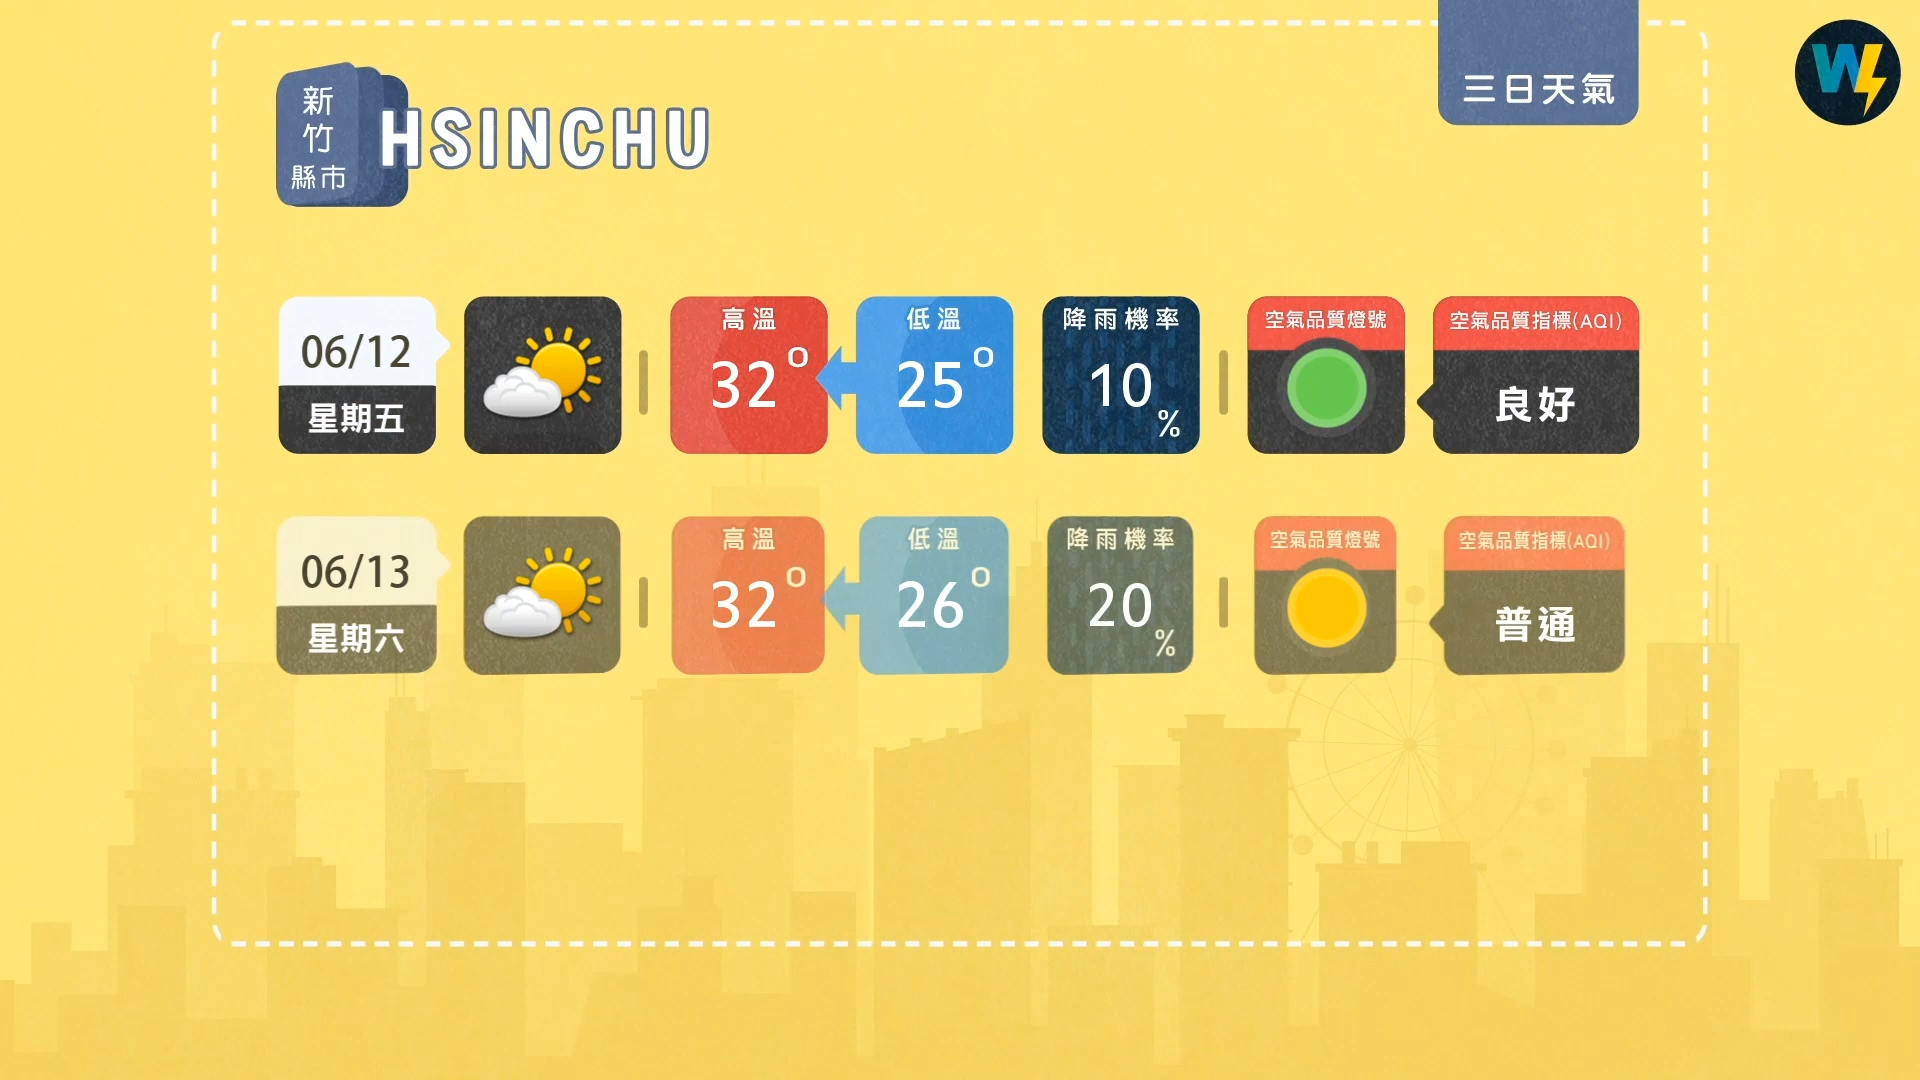 三日天氣
W
新
竹
縣市
HSINCHU
06/12
星期五
高溫
32°
低溫
25°
降雨機率
10%
空氣品質燈號
空氣品質指標(AQI)
良好
06/13
星期六
高溫
32°
低溫
26°
降雨機率
20%
空氣品質燈號
空氣品質指標(AQI)
普通